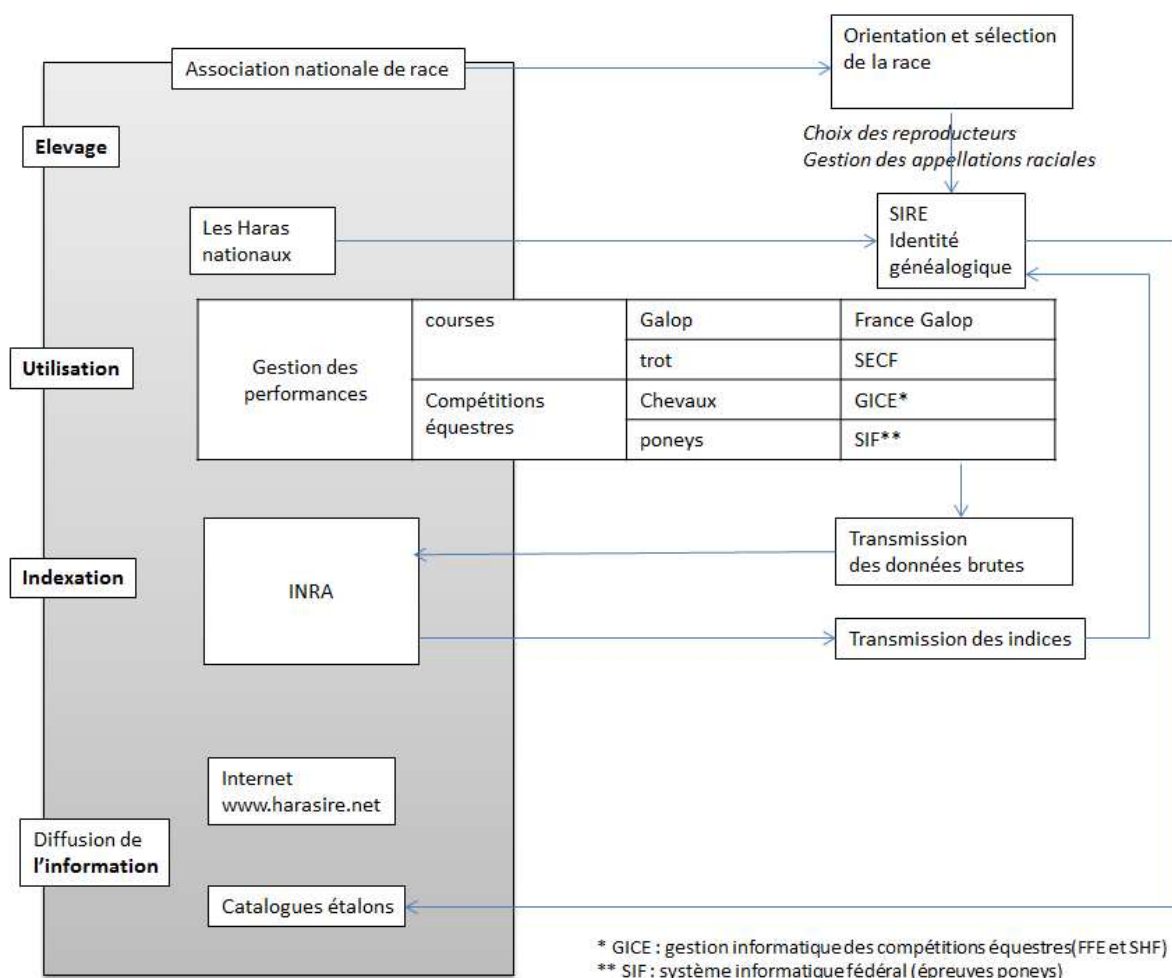 Association nationale de race
Orientation et sélection
de la race
Elevage
Choix des reproducteurs
Gestion des appellations raciales
Les Haras
nationaux
SIRE
Identité
généalogique
Utilisation
Gestion des
performances
courses
Galop
France Galop
trot
SECF
Compétitions
équestres
Chevaux
GICE*
poneys
SIF**
Indexation
INRA
Transmission
des données brutes
Transmission des indices
Internet
www.harasire.net
Diffusion de
l’information
Catalogues étalons
* GICE : gestion informatique des compétitions équestres(FFE et SHF)
** SIF : système informatique fédéral (épreuves poneys)